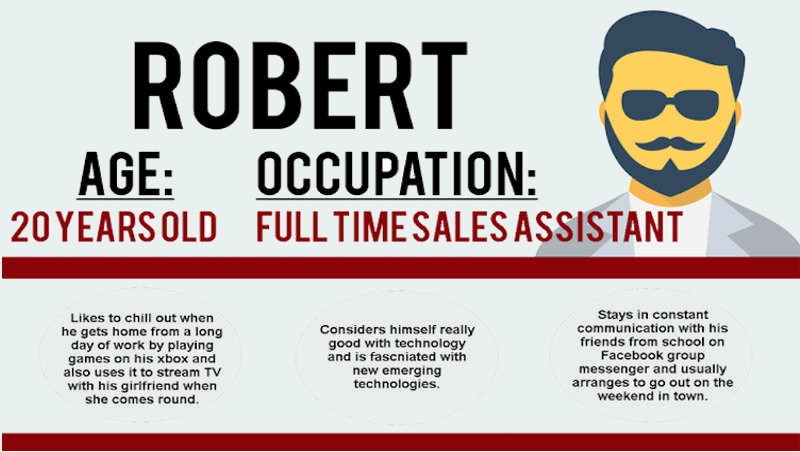 ROBERT
AGE: OCCUPATION:
20 YEARS OLD FULL TIME SALES ASSISTANT
Likes to chill out when
he gets home from a long
day of work by playing
games on his xbox and
also uses it to stream TV
with his girlfriend when
she comes round.
Considers himself really
good with technology
and is fascniated with
new emerging
technologies.
Stays in constant
communication with his
friends from school on
Facebook group
messenger and usually
arranges to go out on the
weekend in town.